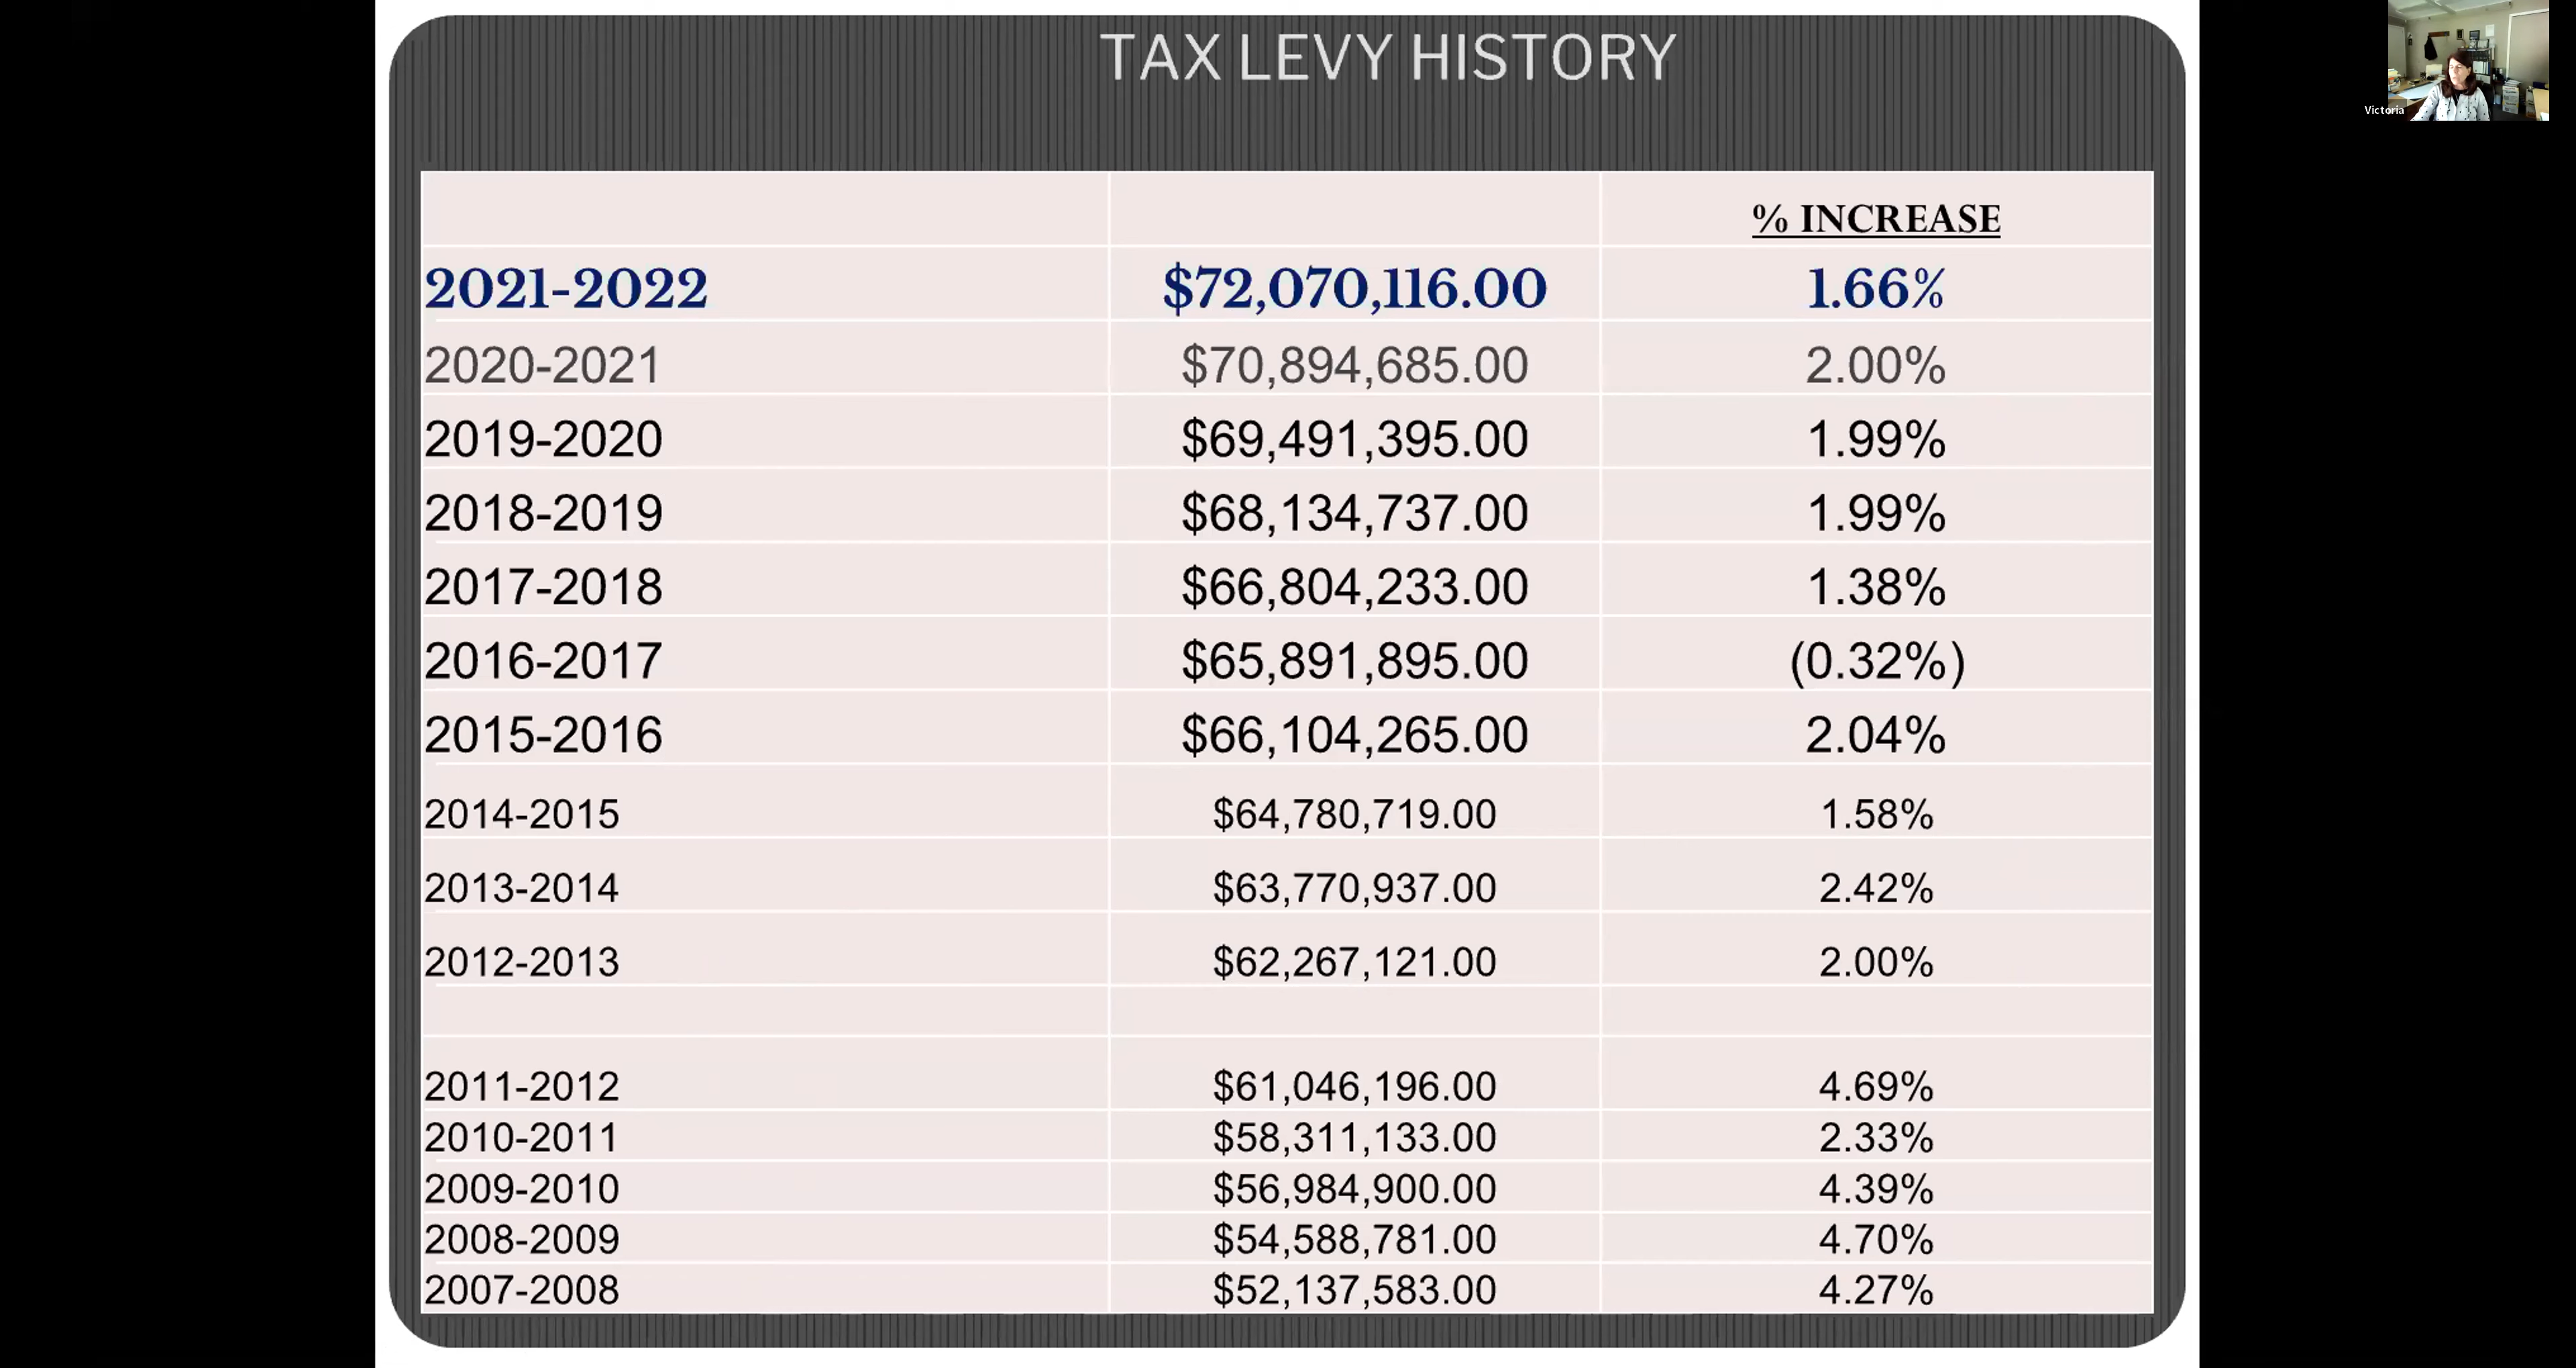 TAX LEVY HISTORY
Victoria
% INCREASE
2021-2022 $72,070,116.00 1.66%
2020-2021 $70,894,685.00 2.00%
2019-2020 $69,491,395.00 1.99%
2018-2019 $68,134,737.00 1.99%
2017-2018 $66,804,233.00 1.38%
2016-2017 $65,891,895.00 (0.32%)
2015-2016 $66,104,265.00 2.04%
2014-2015 $64,780,719.00 1.58%
2013-2014 $63,770,937.00 2.42%
2012-2013 $62,267,121.00 2.00%
2011-2012 $61,046,196.00 4.69%
2010-2011 $58,311,133.00 2.33%
2009-2010 $56,984,900.00 4.39%
2008-2009 $54,588,781.00 4.70%
2007-2008 $52,137,583.00 4.27%